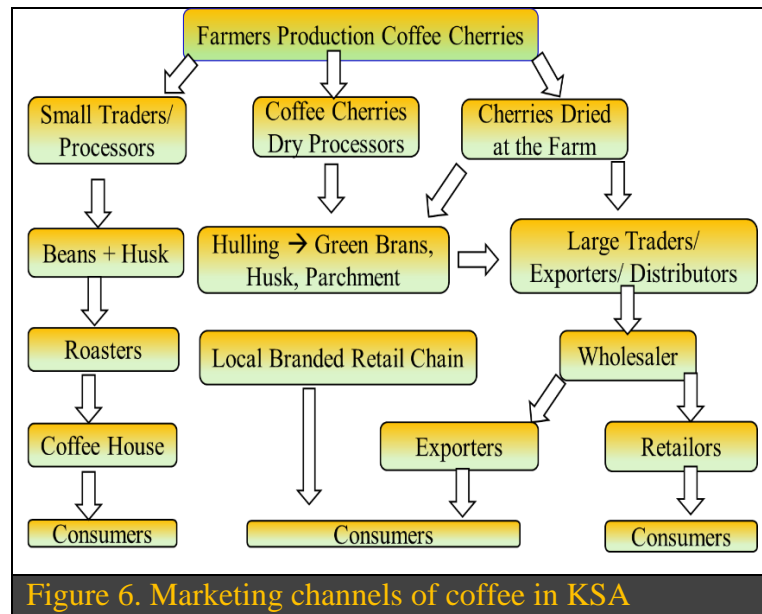 Farmers Production Coffee Cherries
Small Traders/
Processors
Coffee Cherries
Dry Processors
Cherries Dried
at the Farm
Beans + Husk
Hulling → Green Brans,
Husk, Parchment
Large Traders/
Exporters/ Distributors
Roasters
Local Branded Retail Chain
Wholesaler
Coffee House
Exporters
Retailors
Consumers
Consumers
Consumers
Figure 6. Marketing channels of coffee in KSA